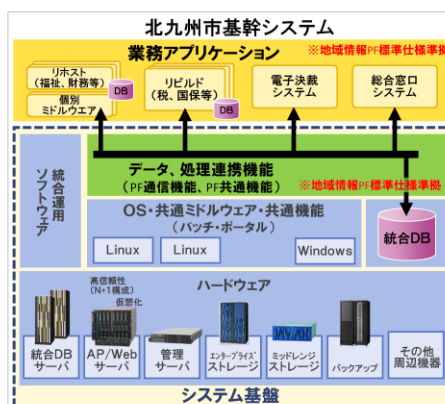 北九州市基幹システム
業務アプリケーション
※地域情報PF標準仕様準拠
リホスト
(福祉、財務等)
個別
ミドルウエア
DB
リビルド
(税、国保等)
DB
電子決裁
システム
総合窓口
システム
統合運用
ソフトウェア
データ、処理連携機能
(PF通信機能、PF共通機能)
※地域情報PF標準仕様準拠
OS・共通ミドルウェア・共通機能
(バッチ・ポータル)
Linux
Linux
Windows
統合DB
ハードウェア
高信頼性
(N+1構成)
仮想化
統合DB
サーバ
AP/Web
サーバ
管理
サーバ
エンタープライズ
ストレージ
ミッドレンジ
ストレージ
バックアップ
その他
周辺機器
システム基盤